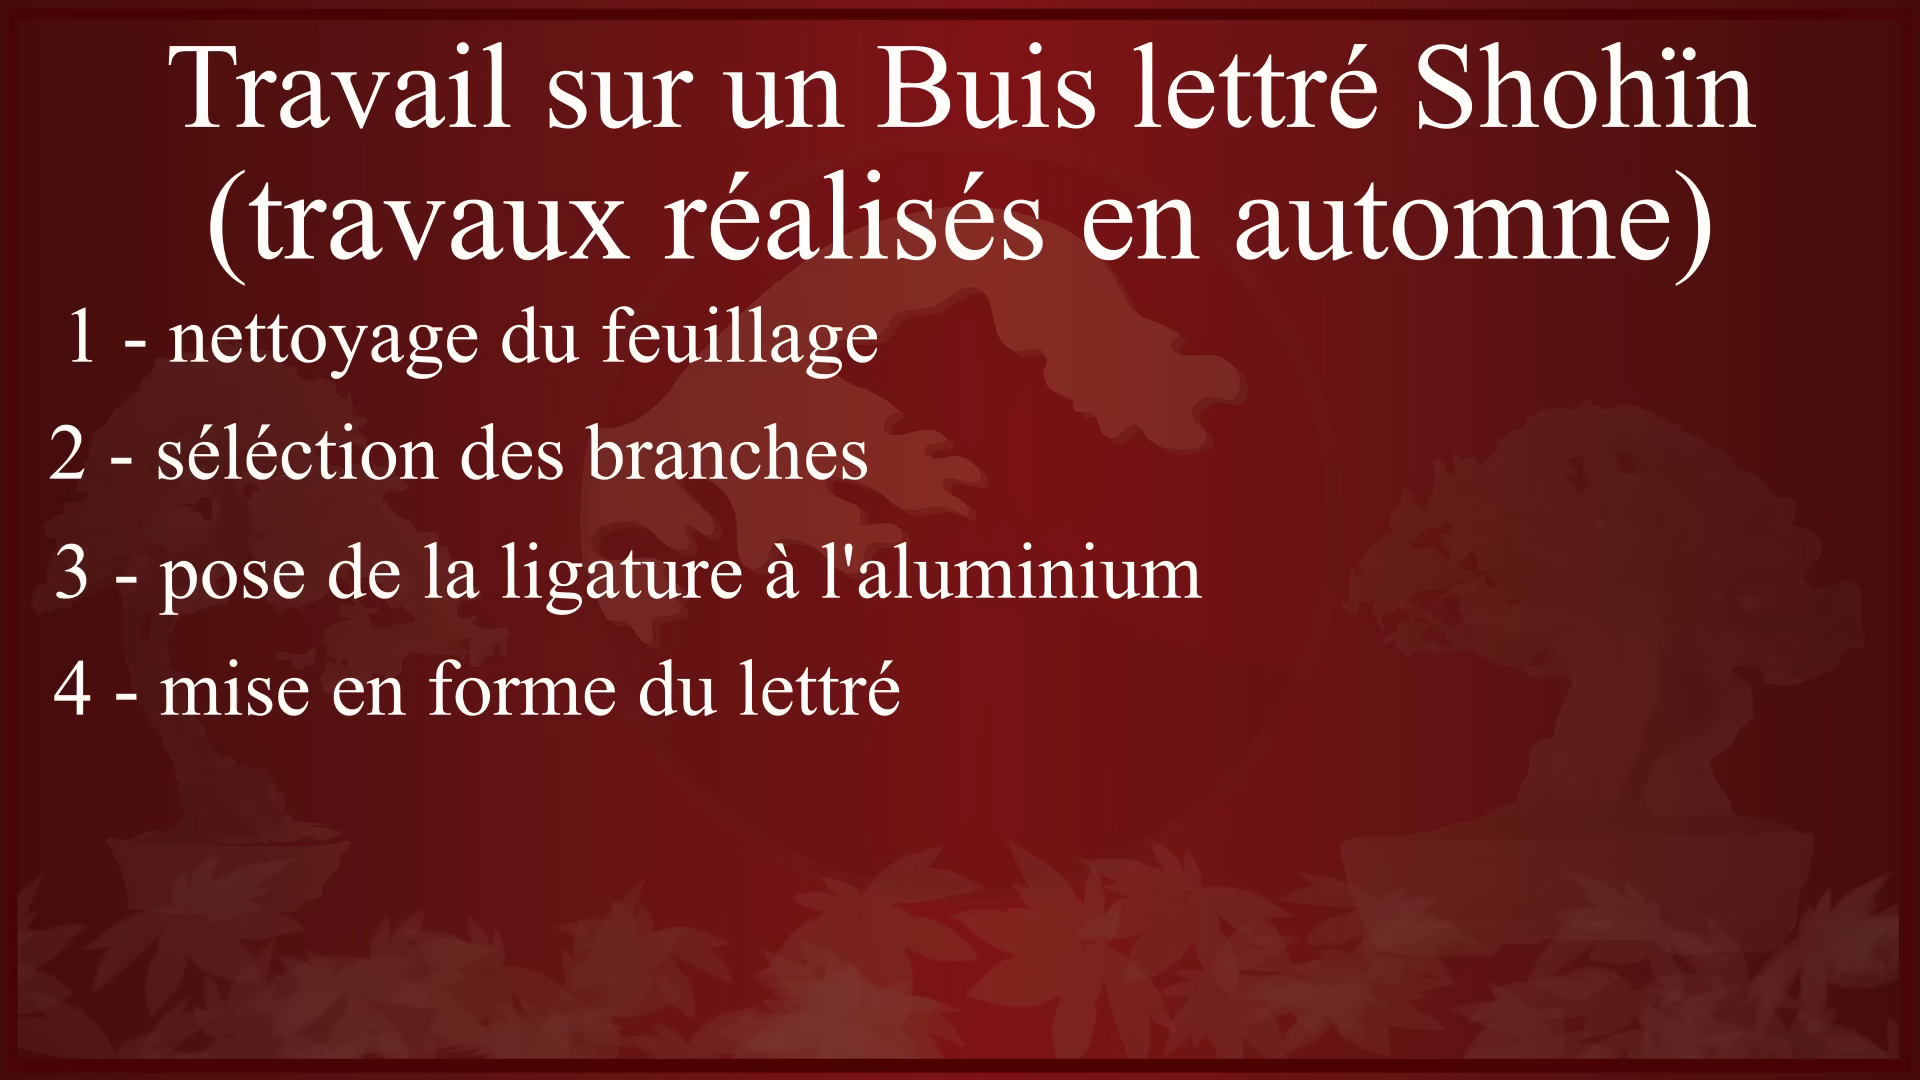 Travail sur un Buis lettré Shohïn
(travaux réalisés en automne)
1 - nettoyage du feuillage
2 - séléction des branches
3 - pose de la ligature à l'aluminium
4 - mise en forme du lettré